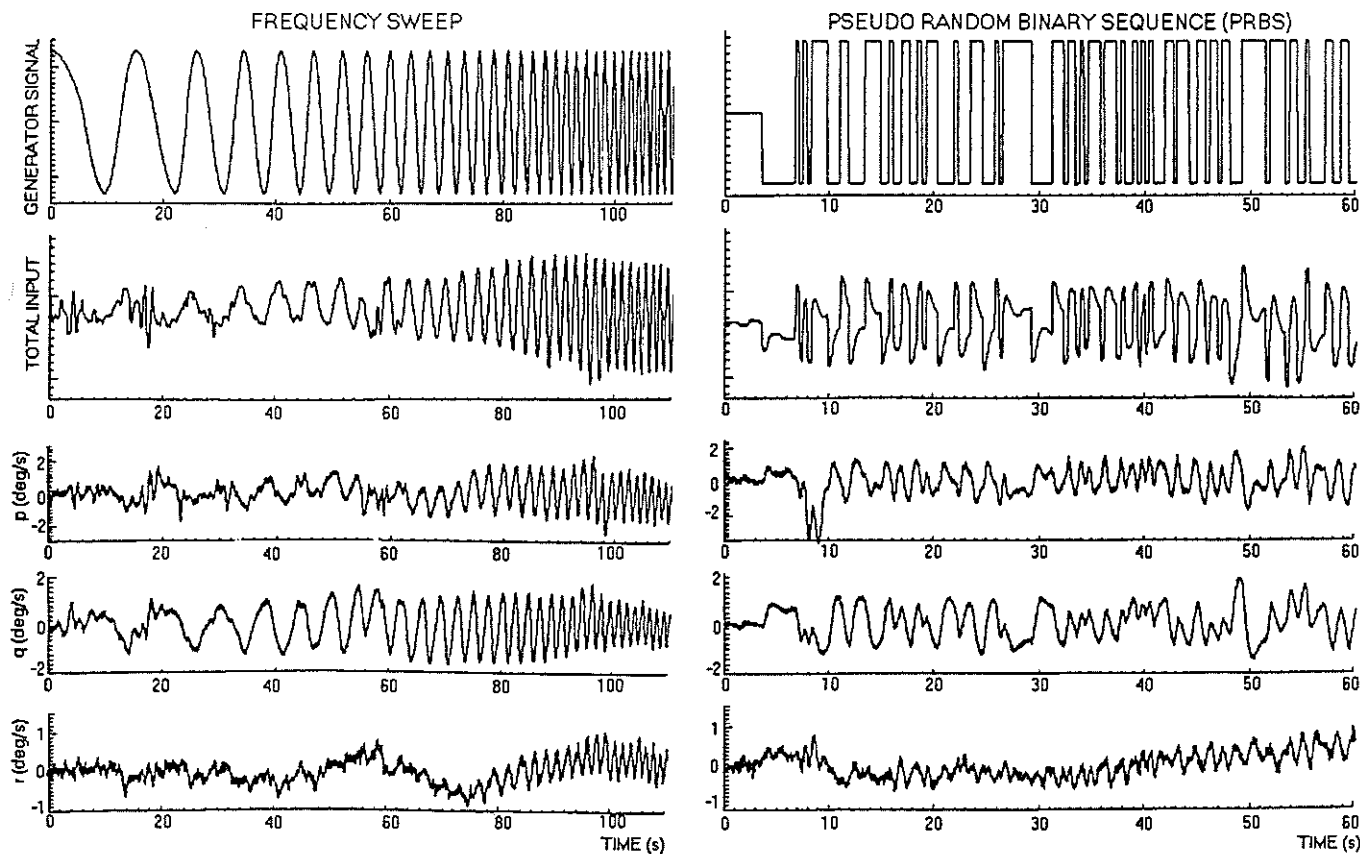 FREQUENCY SWEEP
GENERATOR SIGNAL
0 20 40 60 80 100
TOTAL INPUT
0 20 40 60 80 100
p (deg/s)
2
0
-2
0 20 40 60 80 100
q (deg/s)
2
0
-2
0 20 40 60 80 100
r (deg/s)
1
0
-1
0 20 40 60 80 100
TIME (s)
PSEUDO RANDOM BINARY SEQUENCE (PRBS)
0 10 20 30 40 50 60
0 10 20 30 40 50 60
2
0
-2
0 10 20 30 40 50 60
2
0
-2
0 10 20 30 40 50 60
1
0
-1
0 10 20 30 40 50 60
TIME (s)